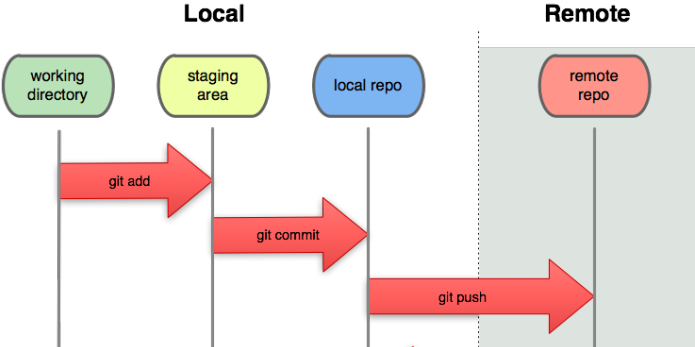 Local
Remote
working
directory
staging
area
local repo
remote
repo
git add
git commit
git push